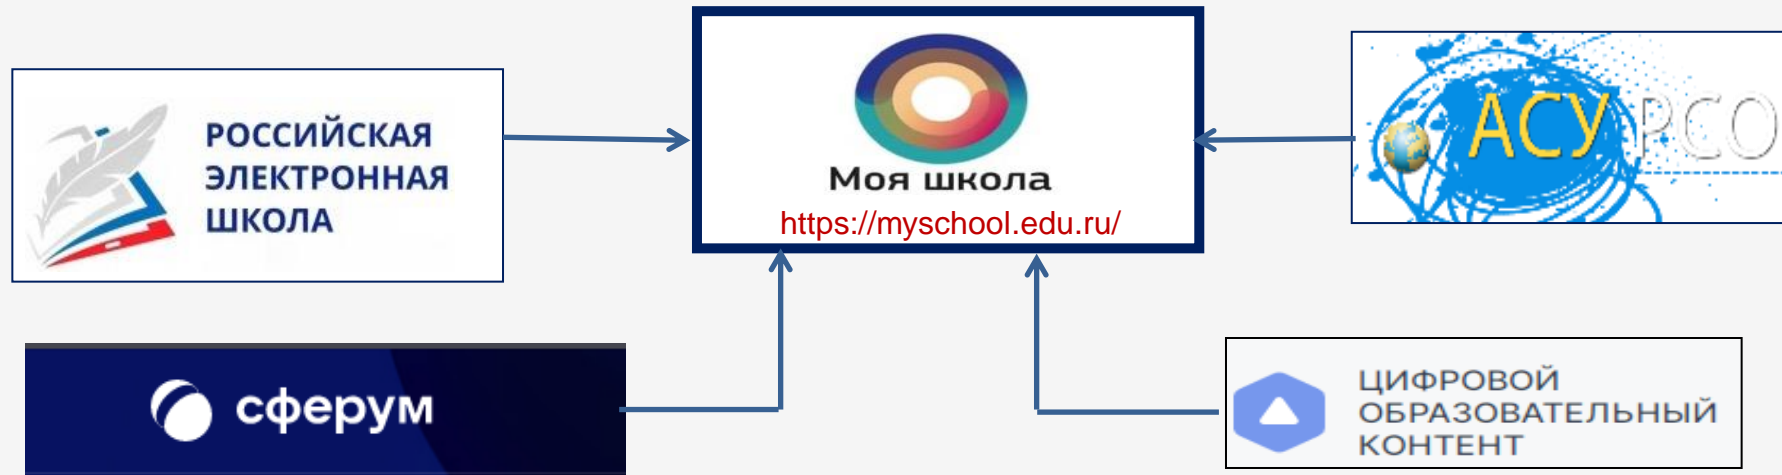 РОССИЙСКАЯ
ЭЛЕКТРОННАЯ
ШКОЛА
Моя школа
https://myschool.edu.ru/
АСУ РСО
сферум
ЦИФРОВОЙ
ОБРАЗОВАТЕЛЬНЫЙ
КОНТЕНТ